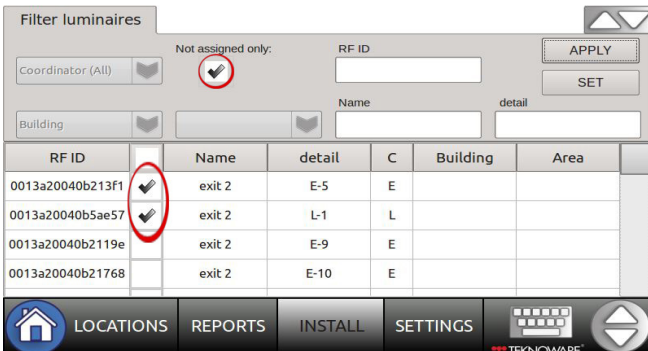 Filter luminaires
Not assigned only:
RF ID
APPLY
Coordinator (All)
SET
Name
detail
Building
RF ID Name detail C Building Area
0013a20040b213f1 exit 2 E-5 E
0013a20040b5ae57 exit 2 L-1 L
0013a20040b2119e exit 2 E-9 E
0013a20040b21768 exit 2 E-10 E
LOCATIONS REPORTS INSTALL SETTINGS
TEKNOWARE